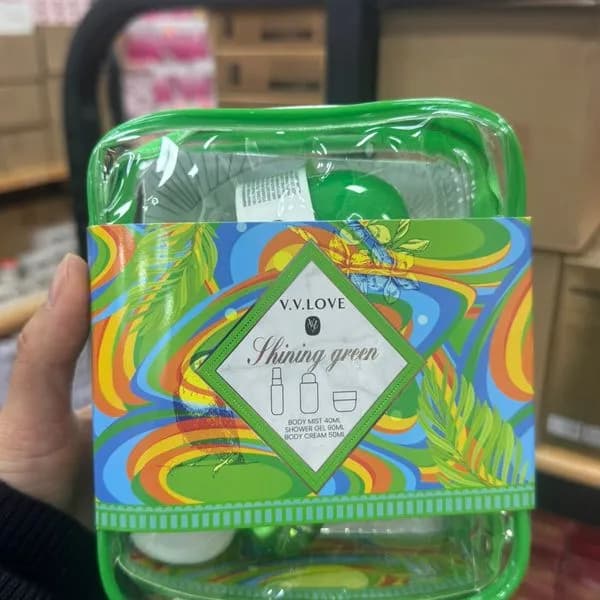 V.V.LOVE
Shining green
BODY MIST 40ML
SHOWER GEL 90ML
BODY CREAM 50ML